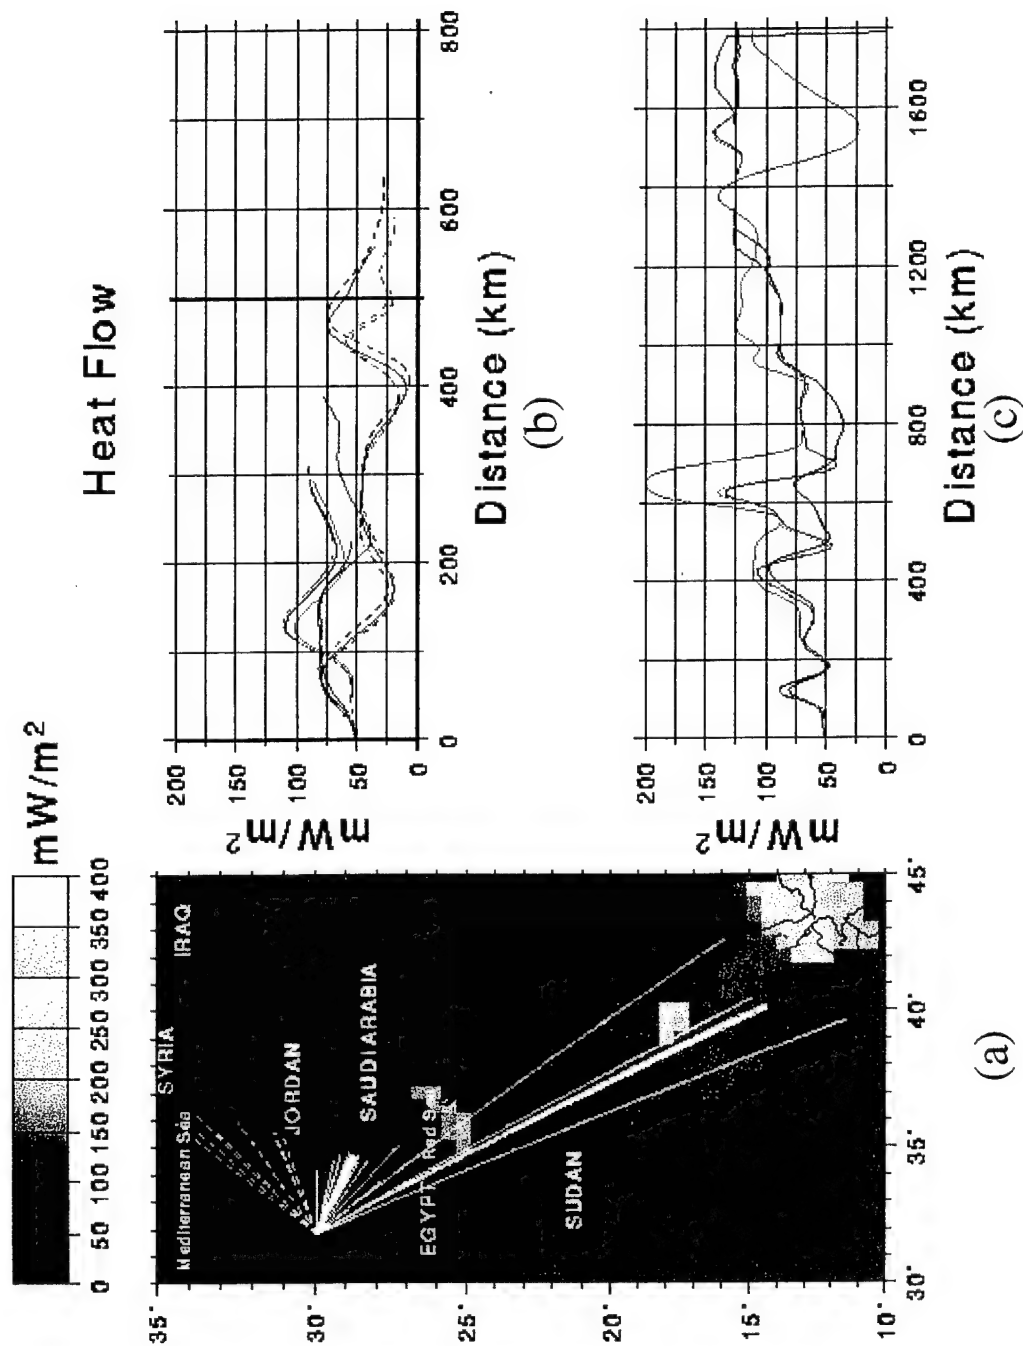 Heat Flow
mW/m²
0 50 100 150 200 250 300 350 400
35°
30°
25°
20°
15°
10°
30° 35° 40° 45°
Mediterranean Sea
SYRIA
IRAQ
JORDAN
SAUDI ARABIA
EGYPT
Red S
SUDAN
(a)
200
150
100
50
0
mW/m²
0 200 400 600 800
Distance (km)
(b)
200
150
100
50
0
mW/m²
0 400 800 1200 1600
Distance (km)
(c)